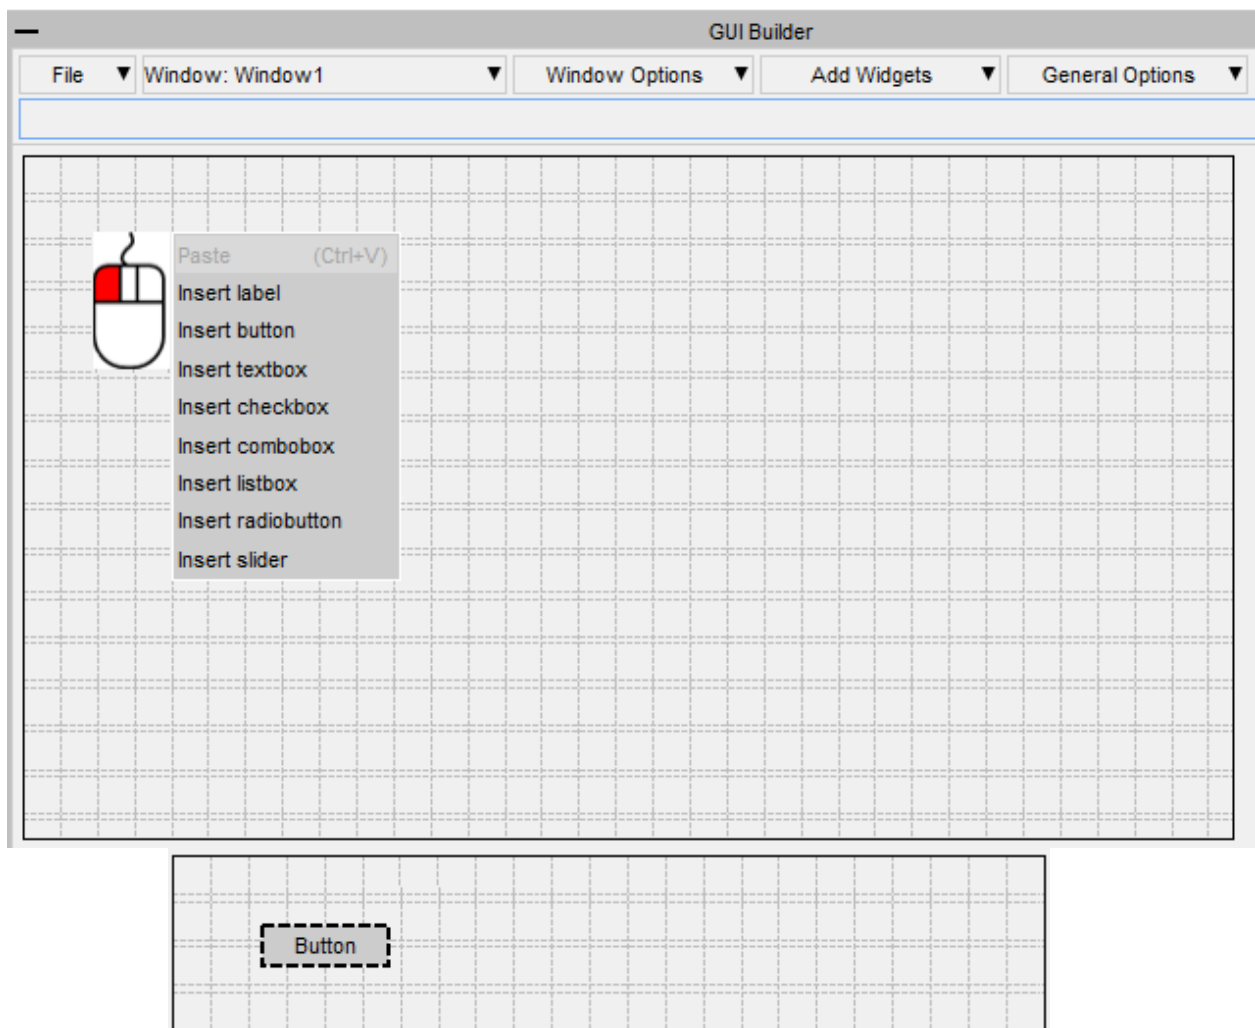 GUI Builder
File ▼ Window: Window1 ▼ Window Options ▼ Add Widgets ▼ General Options ▼
Paste (Ctrl+V)
Insert label
Insert button
Insert textbox
Insert checkbox
Insert combobox
Insert listbox
Insert radiobutton
Insert slider
Button